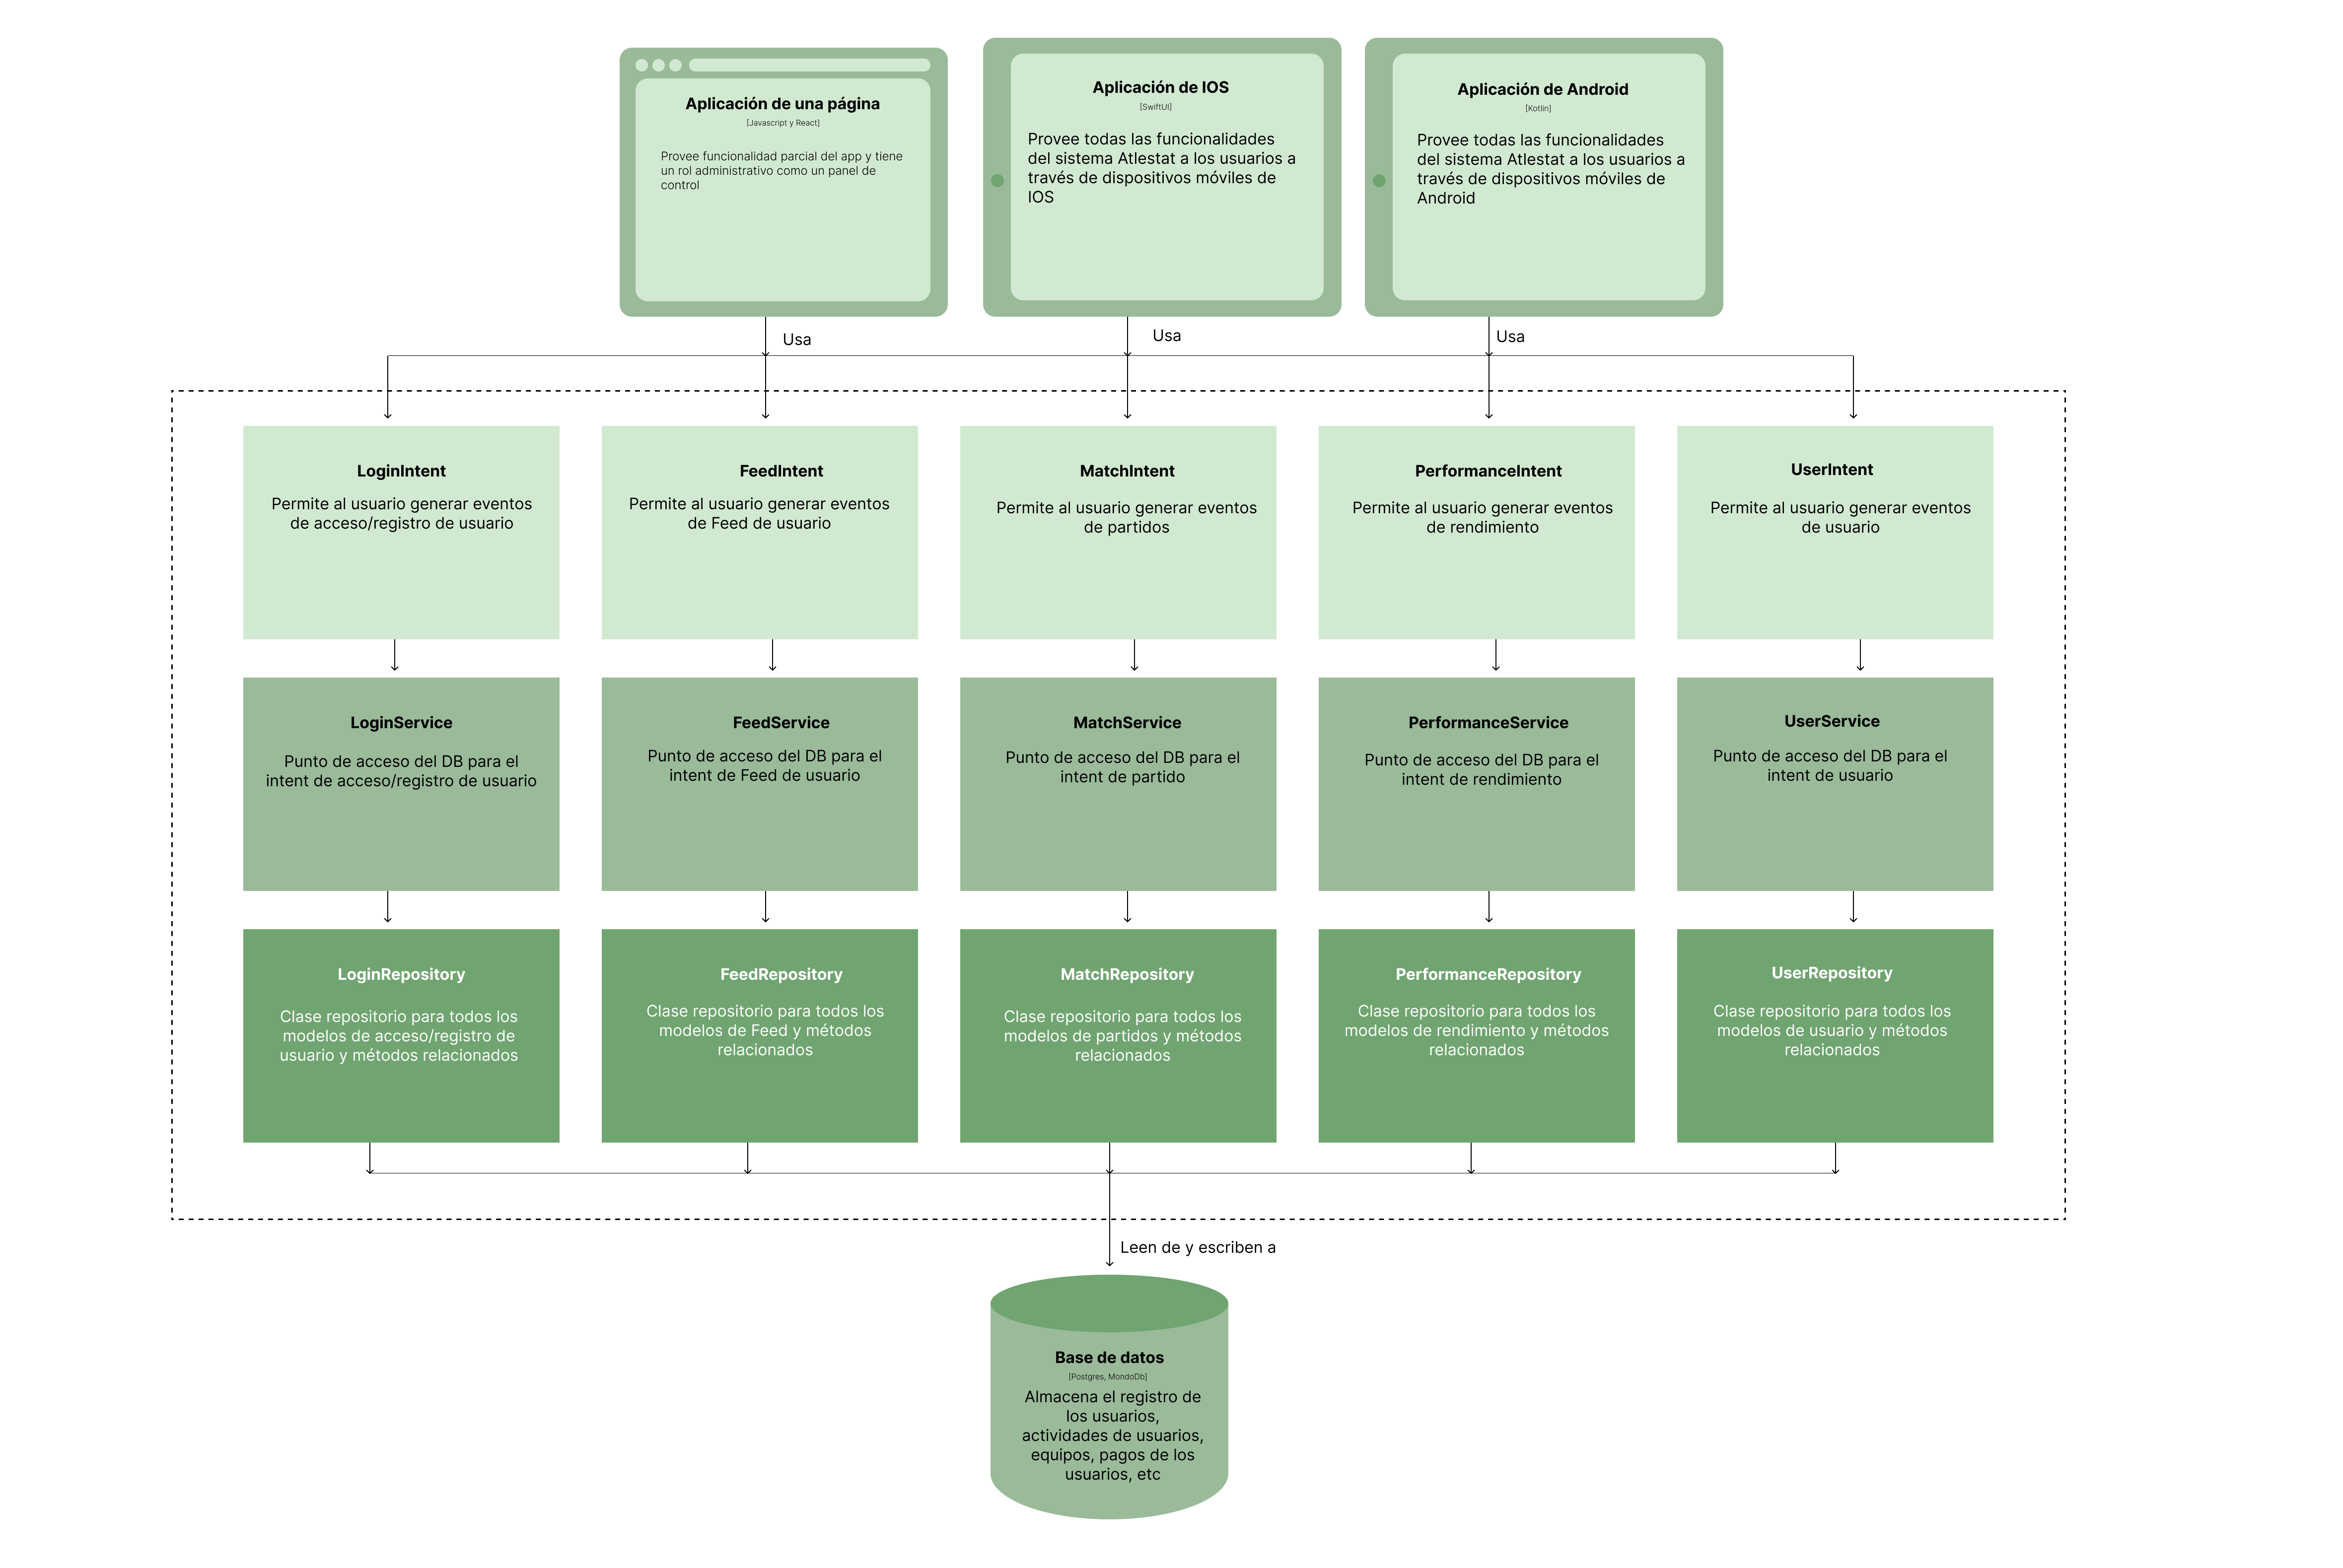 Aplicación de una página
[Javascript y React]
Provee funcionalidad parcial del app y tiene
un rol administrativo como un panel de
control
Aplicación de IOS
[SwiftUI]
Provee todas las funcionalidades
del sistema Atlestat a los usuarios a
través de dispositivos móviles de
IOS
Aplicación de Android
[Kotlin]
Provee todas las funcionalidades
del sistema Atlestat a los usuarios a
través de dispositivos móviles de
Android
Usa
Usa
Usa
LoginIntent
Permite al usuario generar eventos
de acceso/registro de usuario
FeedIntent
Permite al usuario generar eventos
de Feed de usuario
MatchIntent
Permite al usuario generar eventos
de partidos
PerformanceIntent
Permite al usuario generar eventos
de rendimiento
UserIntent
Permite al usuario generar eventos
de usuario
LoginService
Punto de acceso del DB para el
intent de acceso/registro de usuario
FeedService
Punto de acceso del DB para el
intent de Feed de usuario
MatchService
Punto de acceso del DB para el
intent de partido
PerformanceService
Punto de acceso del DB para el
intent de rendimiento
UserService
Punto de acceso del DB para el
intent de usuario
LoginRepository
Clase repositorio para todos los
modelos de acceso/registro de
usuario y métodos relacionados
FeedRepository
Clase repositorio para todos los
modelos de Feed y métodos
relacionados
MatchRepository
Clase repositorio para todos los
modelos de partidos y métodos
relacionados
PerformanceRepository
Clase repositorio para todos los
modelos de rendimiento y métodos
relacionados
UserRepository
Clase repositorio para todos los
modelos de usuario y métodos
relacionados
Leen de y escriben a
Base de datos
[Postgres, MondoDb]
Almacena el registro de
los usuarios,
actividades de usuarios,
equipos, pagos de los
usuarios, etc